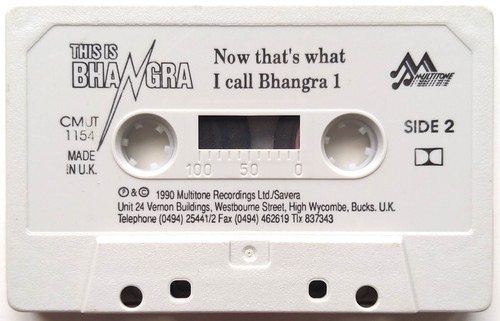 THIS IS
BHANGRA
Now that's what
I call Bhangra 1
MULTITONE
CMUT
1154
SIDE 2
MADE
IN U.K.
100 50 0
Ⓟ & © 1990 Multitone Recordings Ltd./Savera
Unit 24 Vernon Buildings, Westbourne Street, High Wycombe, Bucks. U.K.
Telephone (0494) 25441/2 Fax (0494) 462619 Tlx 837343